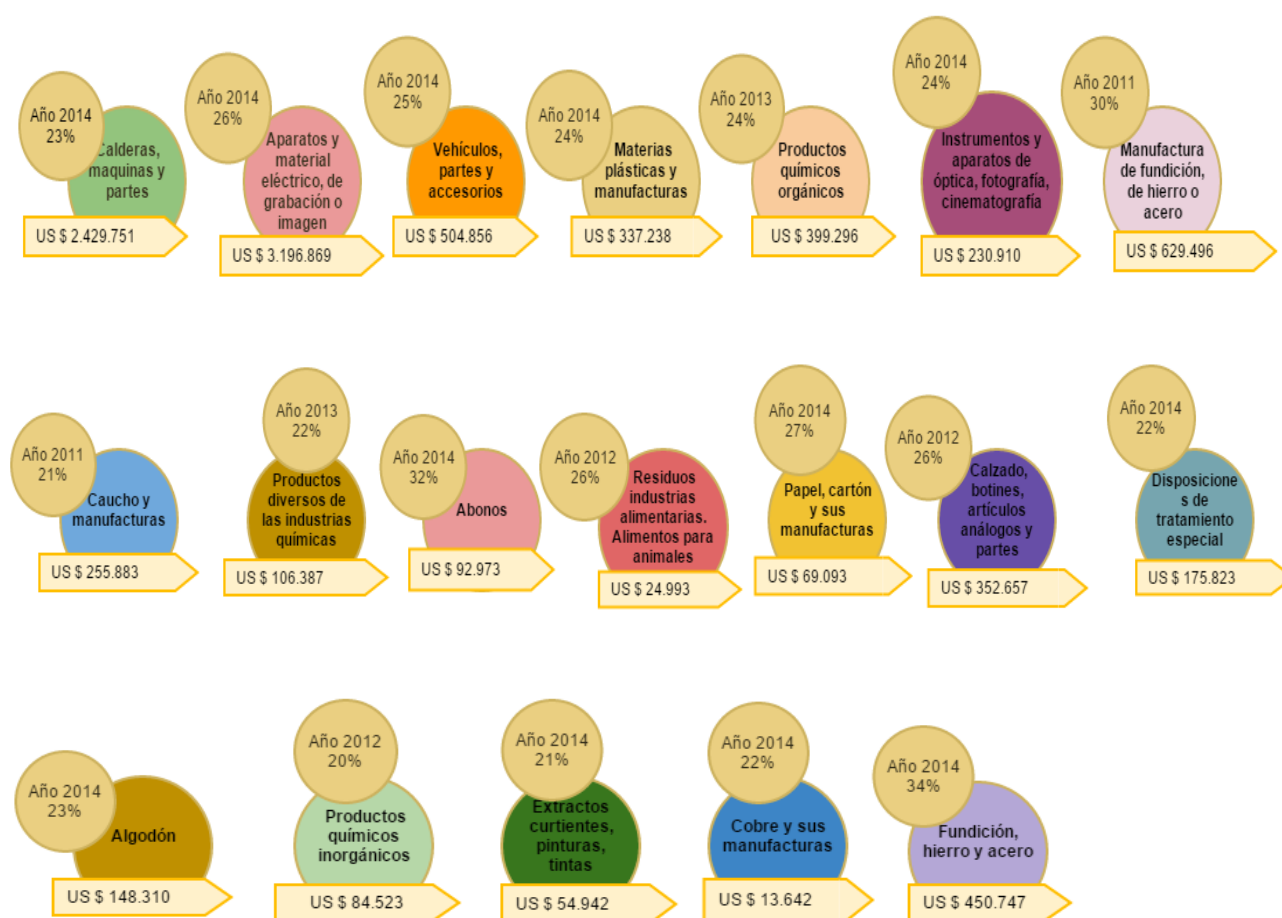 Año 2014
23%
Calderas,
maquinas y
partes
US $ 2.429.751
Año 2014
26%
Aparatos y
material
eléctrico, de
grabación o
imagen
US $ 3.196.869
Año 2014
25%
Vehículos,
partes y
accesorios
US $ 504.856
Año 2014
24%
Materias
plásticas y
manufacturas
US $ 337.238
Año 2013
24%
Productos
químicos
orgánicos
US $ 399.296
Año 2014
24%
Instrumentos y
aparatos de
óptica, fotografía,
cinematografía
US $ 230.910
Año 2011
30%
Manufactura
de fundición,
de hierro o
acero
US $ 629.496
Año 2011
21%
Caucho y
manufacturas
US $ 255.883
Año 2013
22%
Productos
diversos de
las industrias
químicas
US $ 106.387
Año 2014
32%
Abonos
US $ 92.973
Año 2012
26%
Residuos
industrias
alimentarias.
Alimentos para
animales
US $ 24.993
Año 2014
27%
Papel, cartón
y sus
manufacturas
US $ 69.093
Año 2012
26%
Calzado,
botines,
artículos
análogos y
partes
US $ 352.657
Año 2014
22%
Disposicione
s de
tratamiento
especial
US $ 175.823
Año 2014
23%
Algodón
US $ 148.310
Año 2012
20%
Productos
químicos
inorgánicos
US $ 84.523
Año 2014
21%
Extractos
curtientes,
pinturas,
tintas
US $ 54.942
Año 2014
22%
Cobre y sus
manufacturas
US $ 13.642
Año 2014
34%
Fundición,
hierro y acero
US $ 450.747